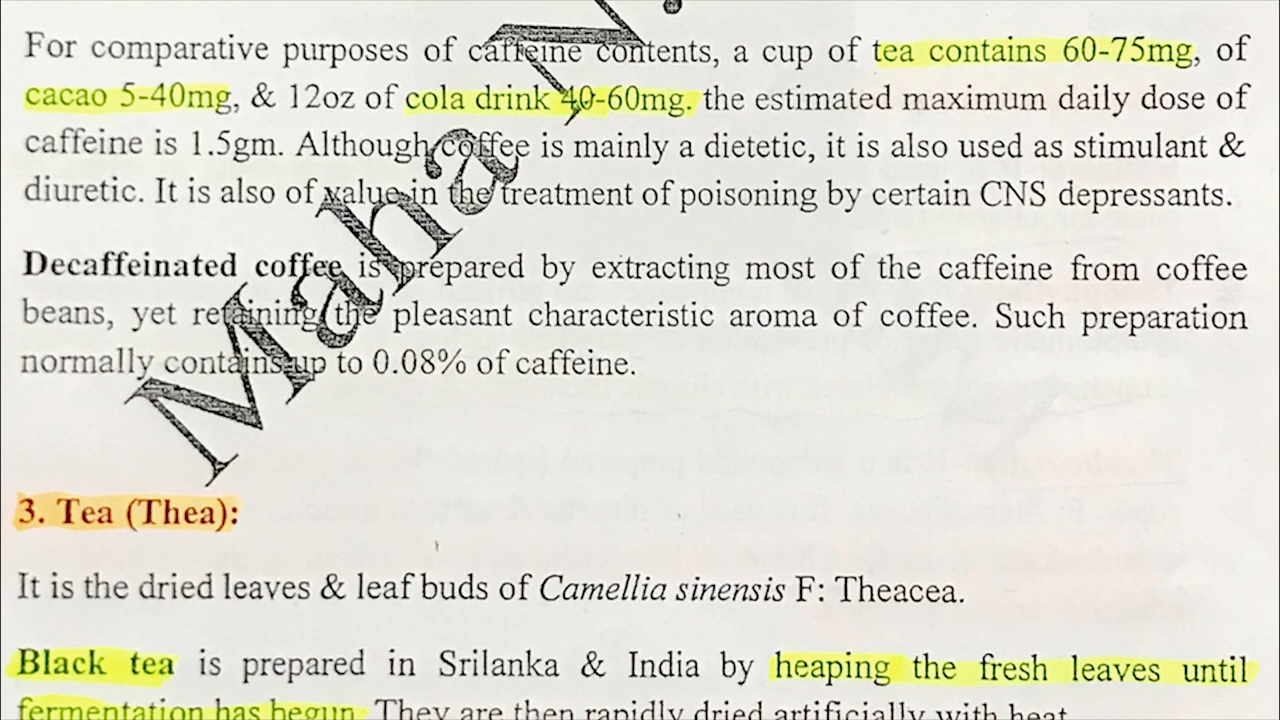 For comparative purposes of caffeine contents, a cup of tea contains 60-75mg, of
cacao 5-40mg, & 12oz of cola drink 40-60mg. the estimated maximum daily dose of
caffeine is 1.5gm. Although coffee is mainly a dietetic, it is also used as stimulant &
diuretic. It is also of value in the treatment of poisoning by certain CNS depressants.
Decaffeinated coffee is prepared by extracting most of the caffeine from coffee
beans, yet retaining the pleasant characteristic aroma of coffee. Such preparation
normally contains up to 0.08% of caffeine.
3. Tea (Thea):
It is the dried leaves & leaf buds of Camellia sinensis F: Theacea.
Black tea is prepared in Srilanka & India by heaping the fresh leaves until
fermentation has begun. They are then rapidly dried artificially with heat.
Maha